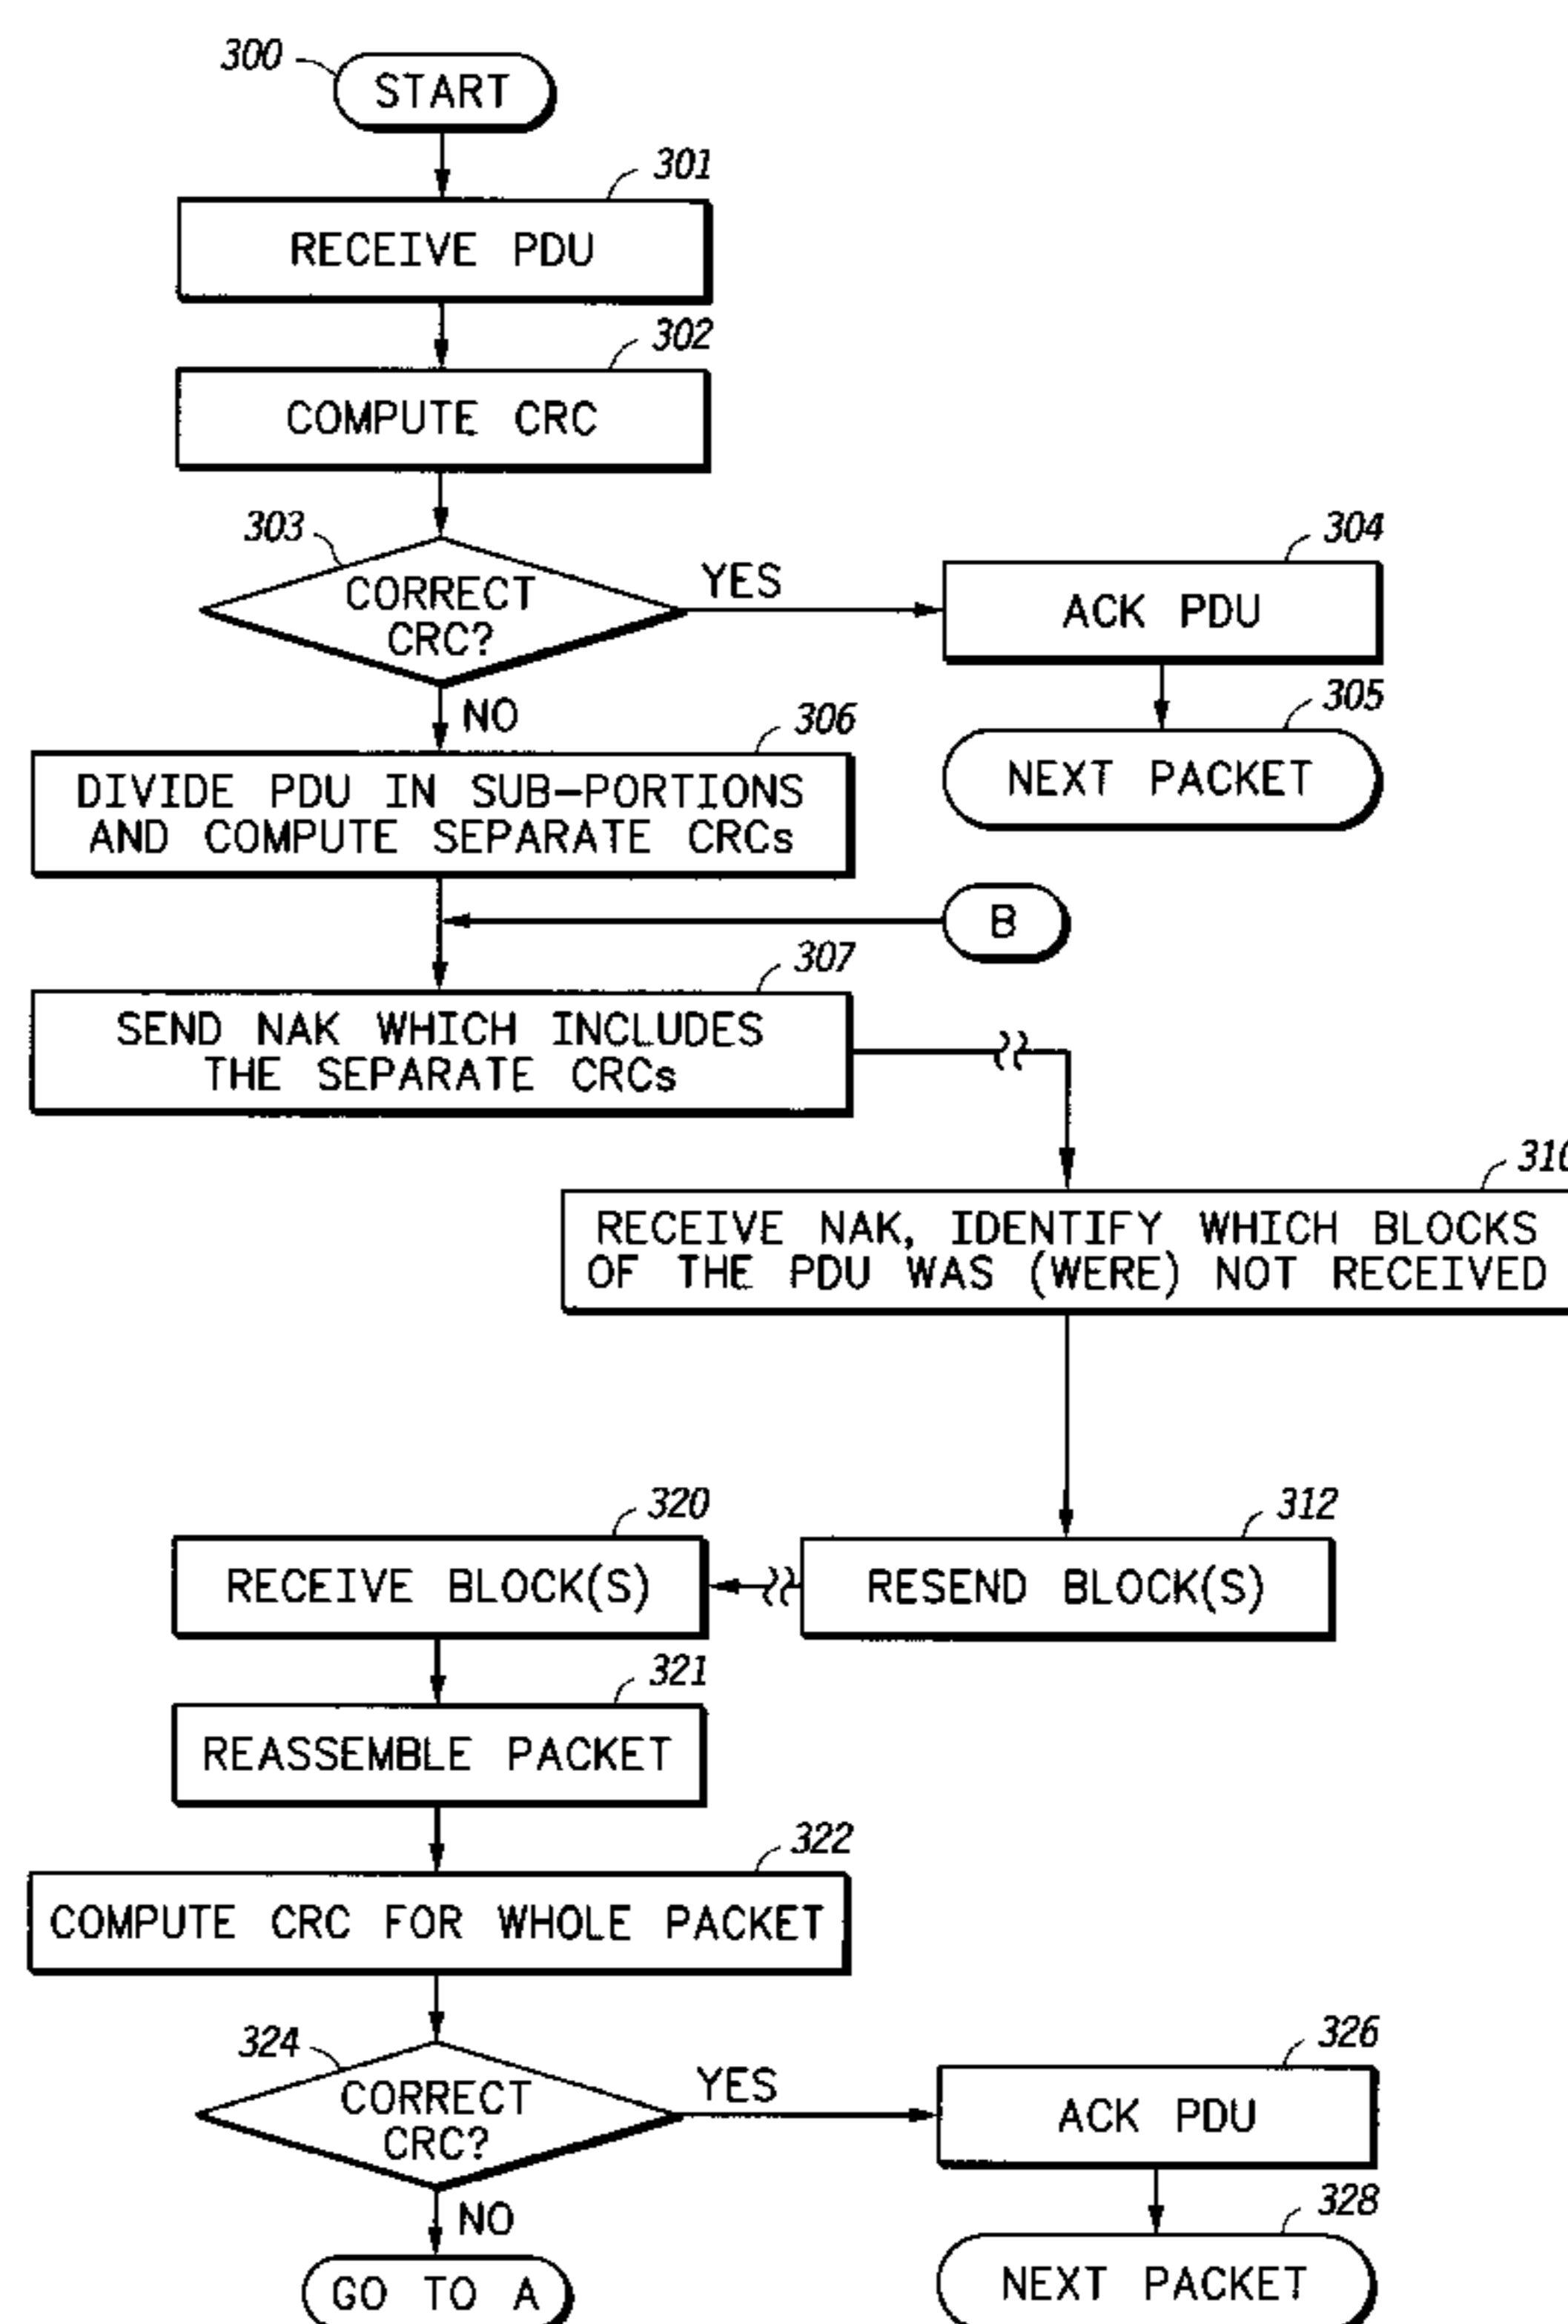 300
START
301
RECEIVE PDU
302
COMPUTE CRC
303
CORRECT
CRC?
YES
304
ACK PDU
305
NEXT PACKET
NO
306
DIVIDE PDU IN SUB-PORTIONS
AND COMPUTE SEPARATE CRCs
B
307
SEND NAK WHICH INCLUDES
THE SEPARATE CRCs
310
RECEIVE NAK, IDENTIFY WHICH BLOCKS
OF THE PDU WAS (WERE) NOT RECEIVED
320
RECEIVE BLOCK(S)
312
RESEND BLOCK(S)
321
REASSEMBLE PACKET
322
COMPUTE CRC FOR WHOLE PACKET
324
CORRECT
CRC?
YES
326
ACK PDU
328
NEXT PACKET
NO
GO TO A